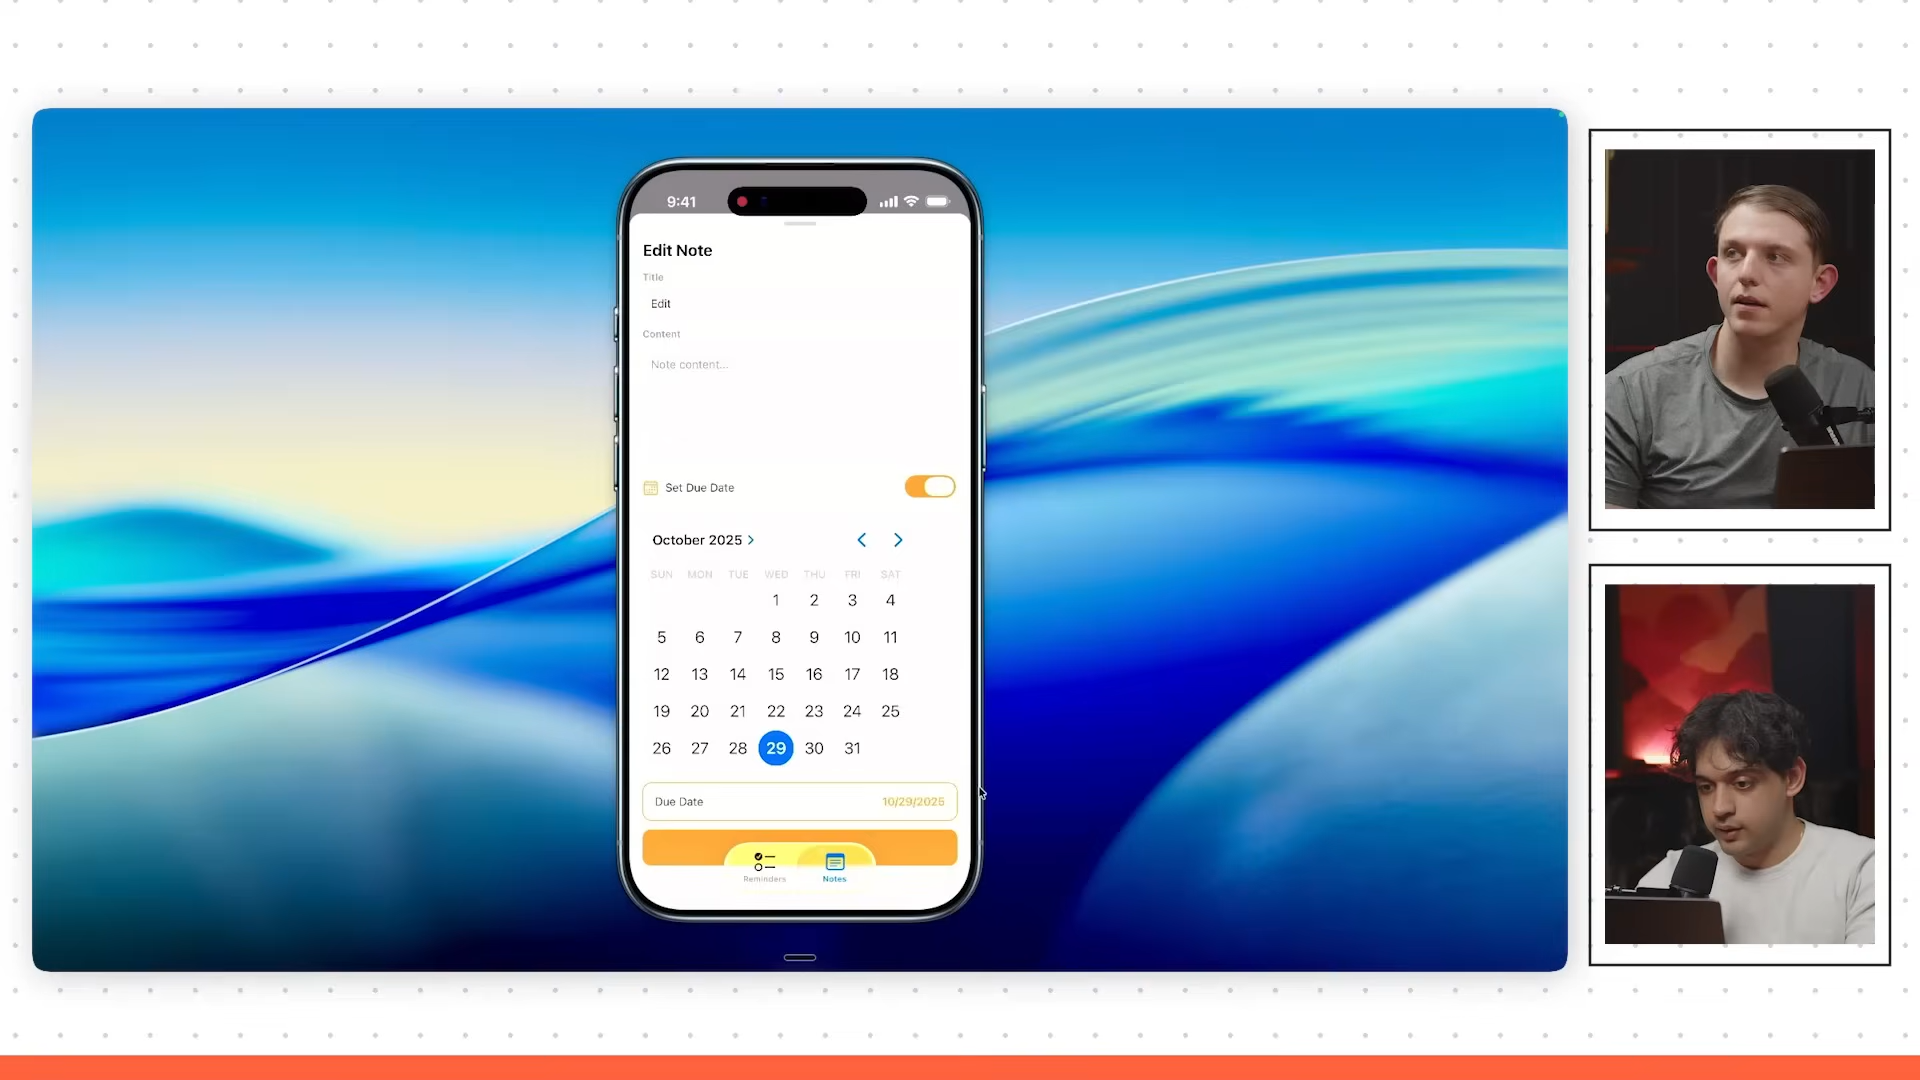 9:41
Edit Note
Title
Edit
Content
Note content...
Set Due Date
October 2025
SUN MON TUE WED THU FRI SAT
1 2 3 4
5 6 7 8 9 10 11
12 13 14 15 16 17 18
19 20 21 22 23 24 25
26 27 28 29 30 31
Due Date 10/29/2025
Reminders Notes